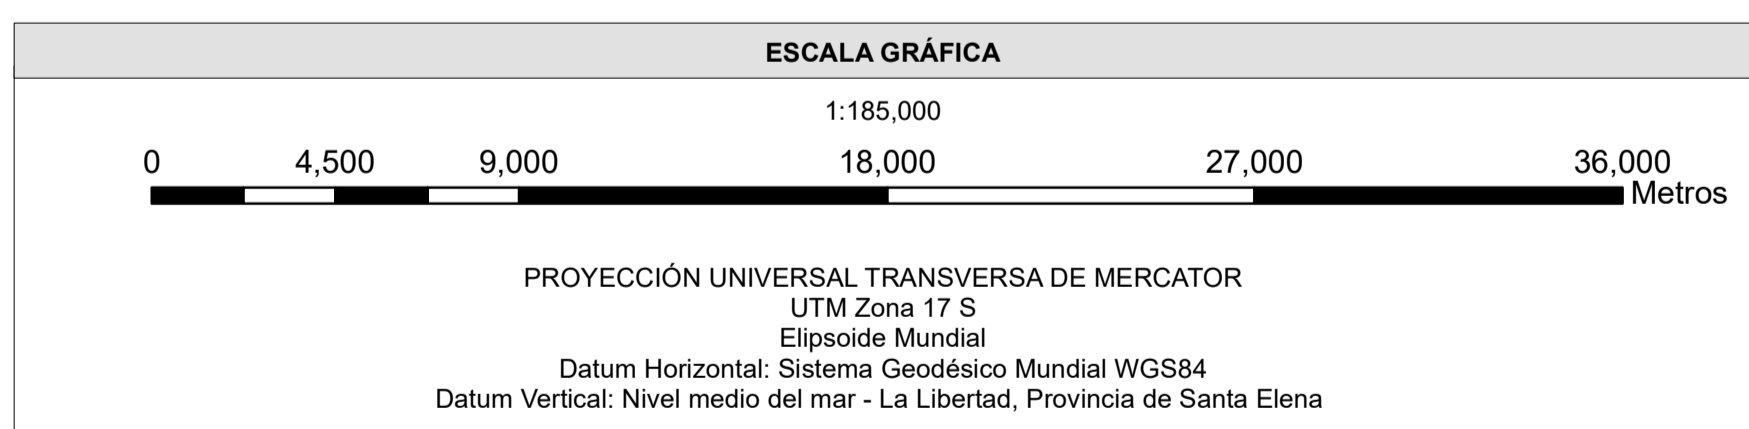 ESCALA GRÁFICA
1:185,000
0 4,500 9,000 18,000 27,000 36,000
Metros
PROYECCIÓN UNIVERSAL TRANSVERSA DE MERCATOR
UTM Zona 17 S
Elipsoide Mundial
Datum Horizontal: Sistema Geodésico Mundial WGS84
Datum Vertical: Nivel medio del mar - La Libertad, Provincia de Santa Elena